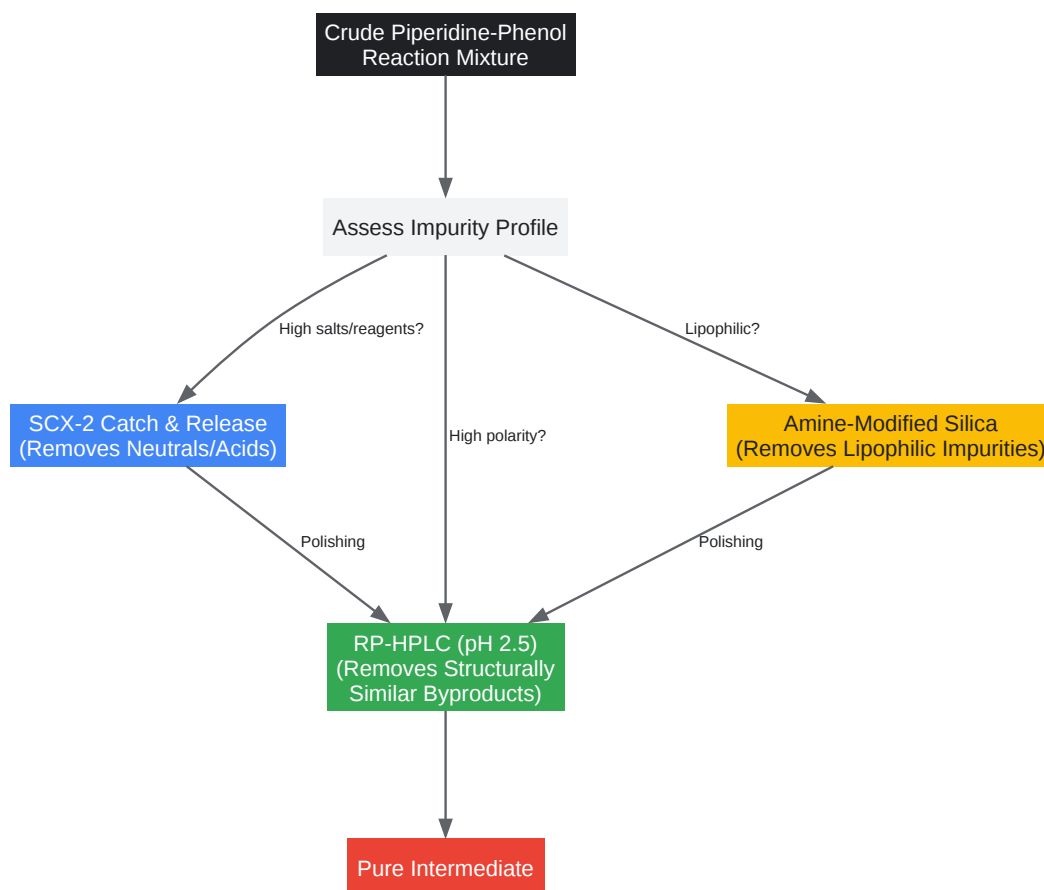 Crude Piperidine-Phenol
Reaction Mixture
Assess Impurity Profile
High salts/reagents?
Lipophilic?
SCX-2 Catch & Release
(Removes Neutrals/Acids)
High polarity?
Amine-Modified Silica
(Removes Lipophilic Impurities)
Polishing
Polishing
RP-HPLC (pH 2.5)
(Removes Structurally
Similar Byproducts)
Pure Intermediate